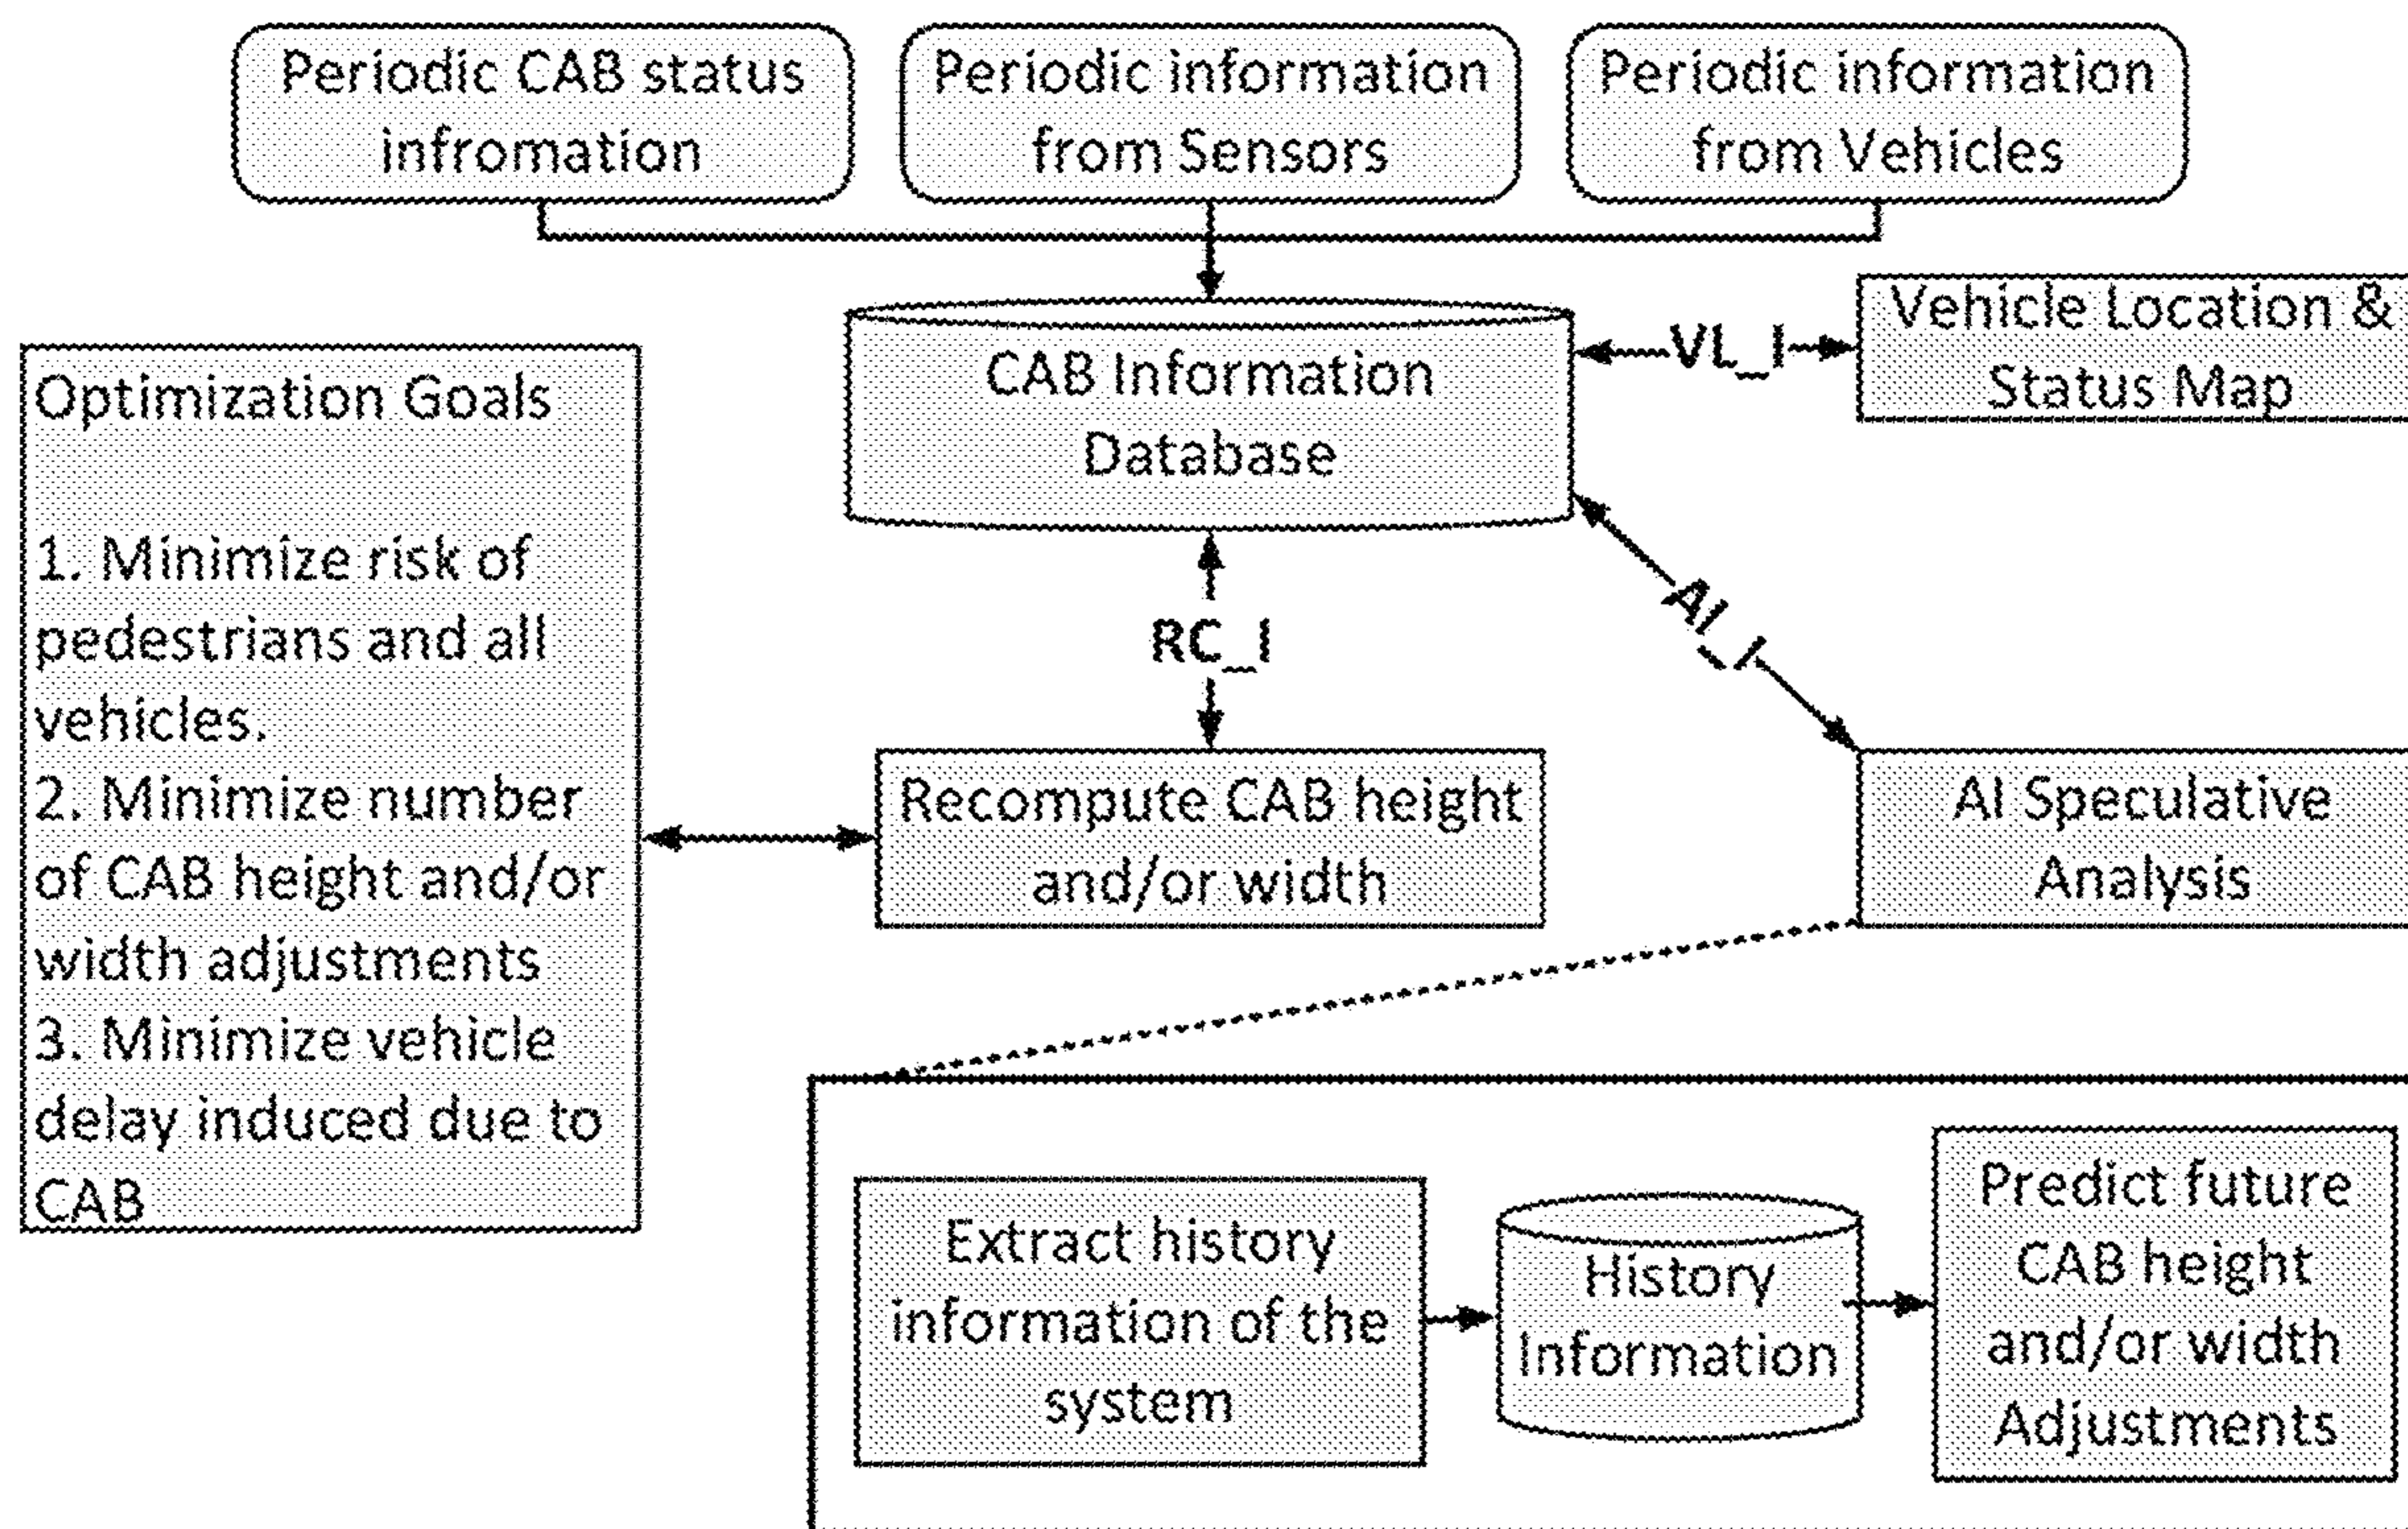 Periodic CAB status
infromation
Periodic information
from Sensors
Periodic information
from Vehicles
CAB Information
Database
VL_I
Vehicle Location &
Status Map
Optimization Goals
1. Minimize risk of
pedestrians and all
vehicles.
2. Minimize number
of CAB height and/or
width adjustments
3. Minimize vehicle
delay induced due to
CAB
RC_I
AI_I
Recompute CAB height
and/or width
AI Speculative
Analysis
Extract history
information of the
system
History
Information
Predict future
CAB height
and/or width
Adjustments